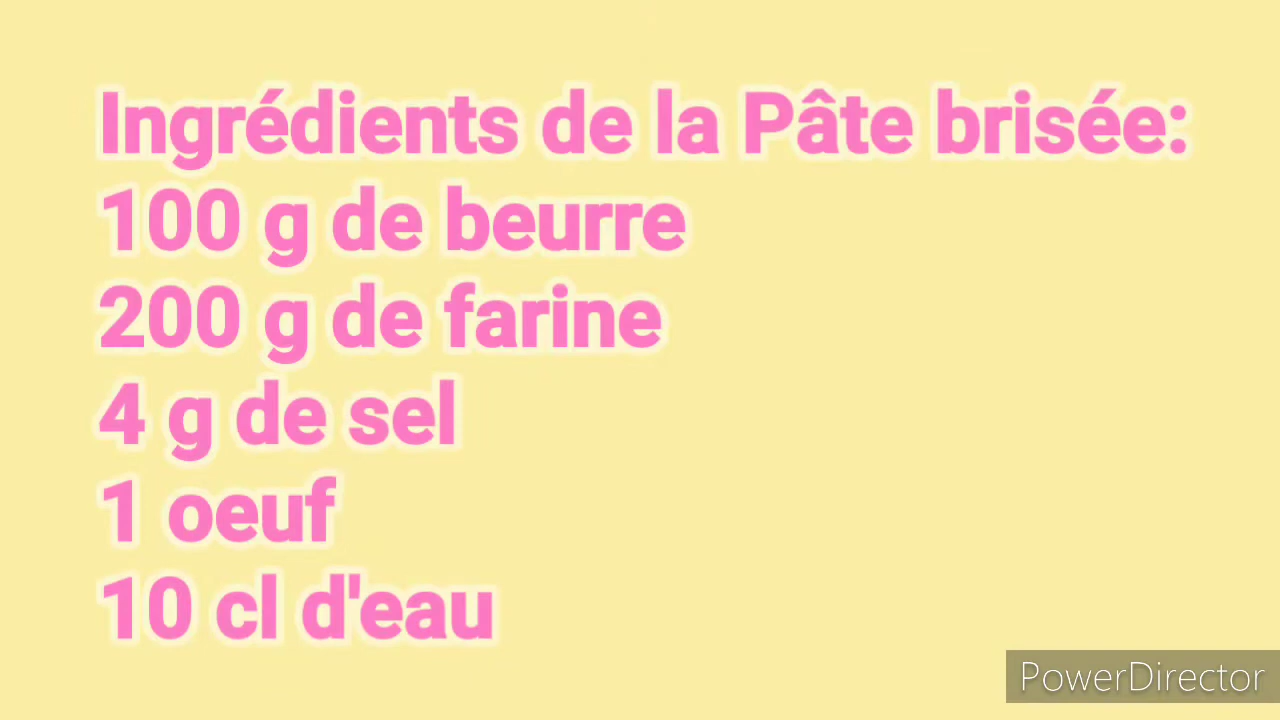 Ingrédients de la Pâte brisée:
100 g de beurre
200 g de farine
4 g de sel
1 oeuf
10 cl d'eau
PowerDirector